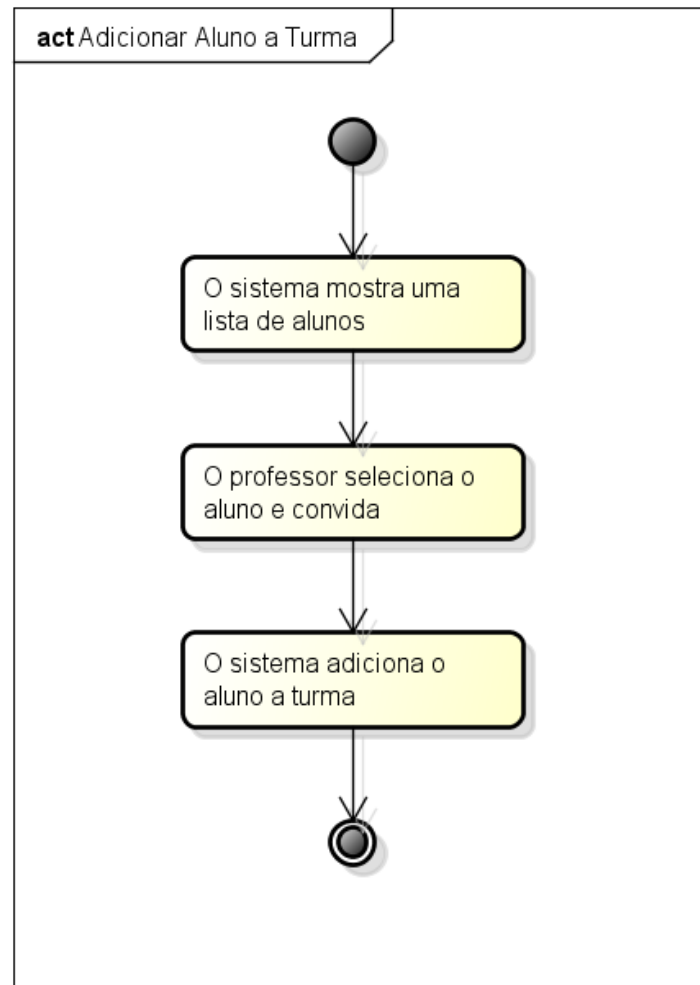 act Adicionar Aluno a Turma
O sistema mostra uma
lista de alunos
O professor seleciona o
aluno e convida
O sistema adiciona o
aluno a turma